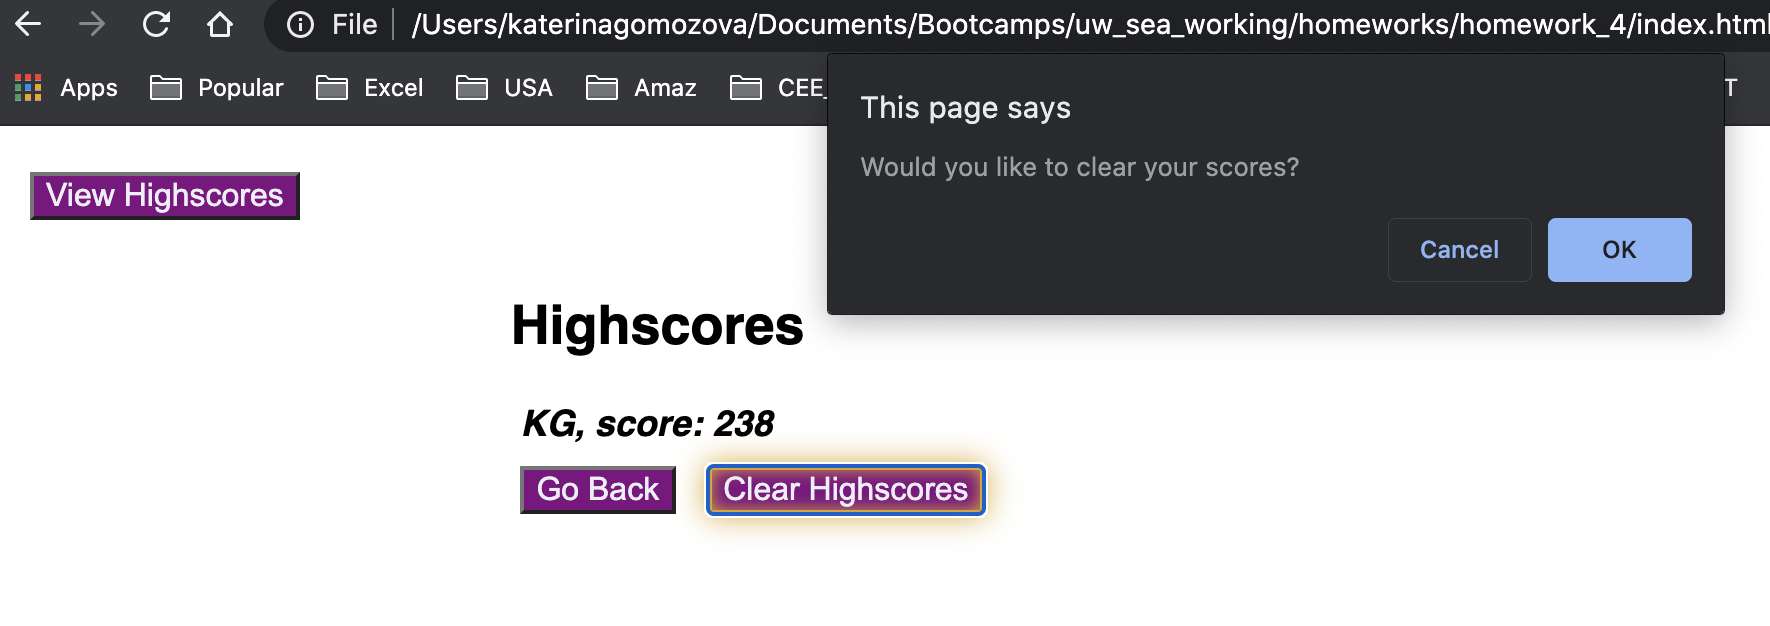 File /Users/katerinagomozova/Documents/Bootcamps/uw_sea_working/homeworks/homework_4/index.html
Apps Popular Excel USA Amaz CEE_ T
This page says
Would you like to clear your scores?
Cancel OK
View Highscores
Highscores
KG, score: 238
Go Back Clear Highscores